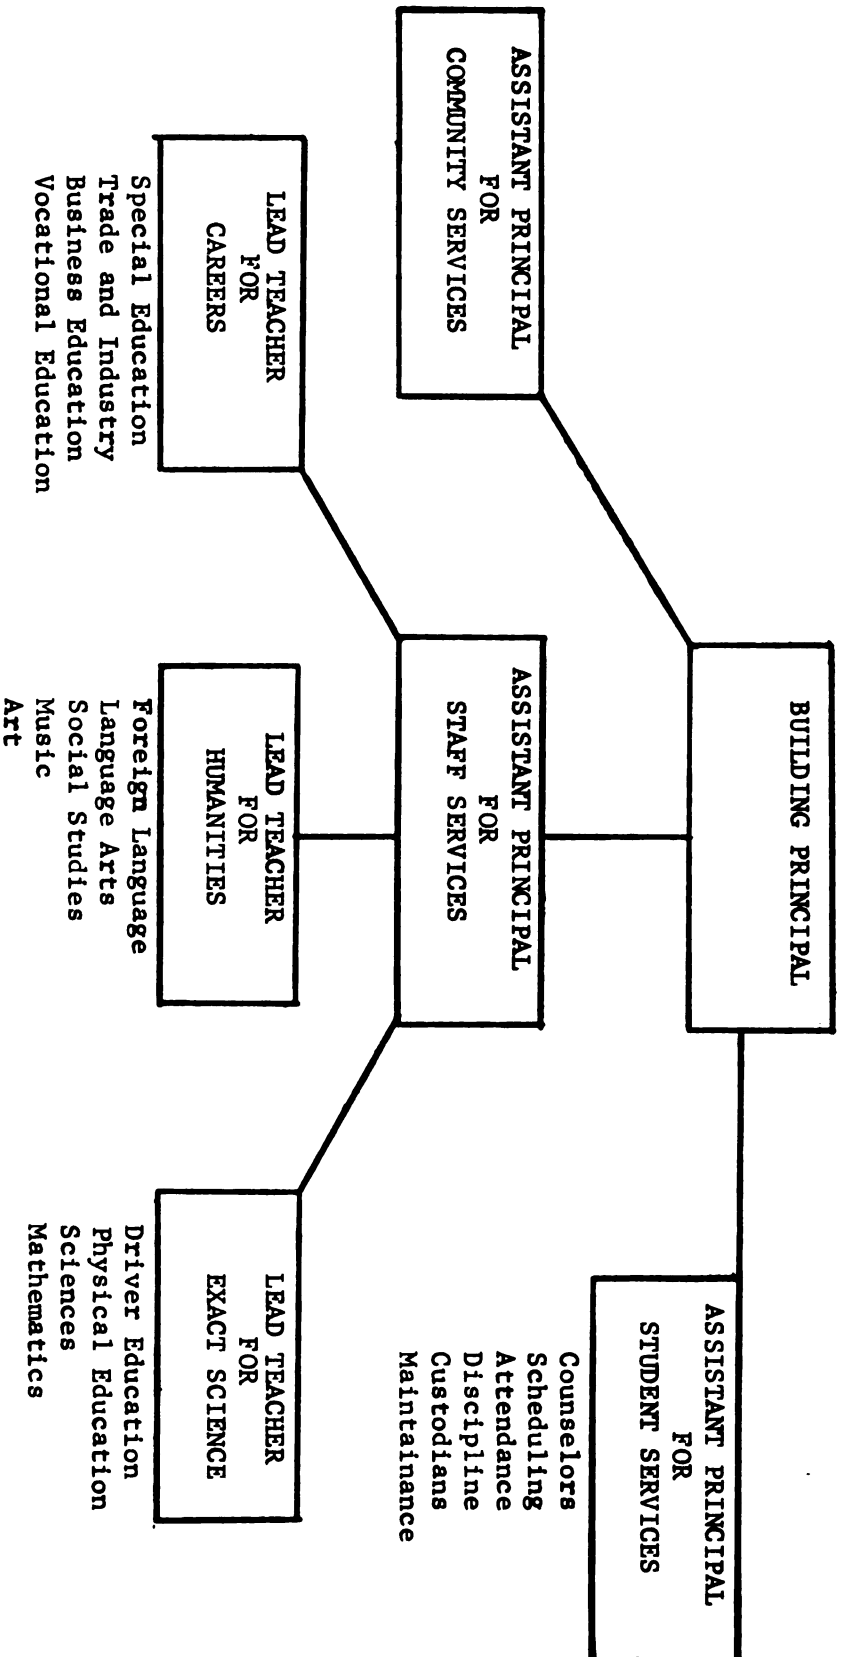 BUILDING PRINCIPAL
ASSISTANT PRINCIPAL
FOR
COMMUNITY SERVICES
ASSISTANT PRINCIPAL
FOR
STAFF SERVICES
ASSISTANT PRINCIPAL
FOR
STUDENT SERVICES
Counselors
Scheduling
Attendance
Discipline
Custodians
Maintainance
LEAD TEACHER
FOR
CAREERS
Special Education
Trade and Industry
Business Education
Vocational Education
LEAD TEACHER
FOR
HUMANITIES
Foreign Language
Language Arts
Social Studies
Music
Art
LEAD TEACHER
FOR
EXACT SCIENCE
Driver Education
Physical Education
Sciences
Mathematics